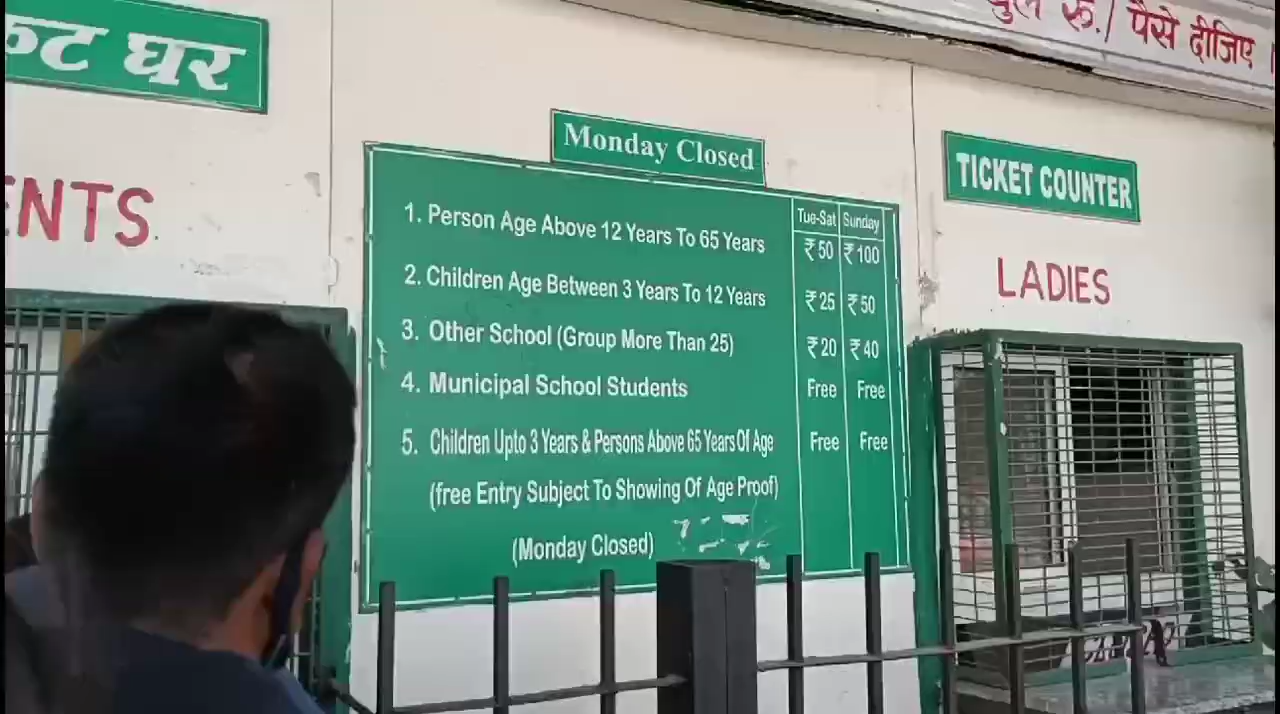 घर
रु./ पैसे दीजिए
Monday Closed
TICKET COUNTER
LADIES
Tue-Sat Sunday
1. Person Age Above 12 Years To 65 Years ₹50 ₹100
2. Children Age Between 3 Years To 12 Years ₹25 ₹50
3. Other School (Group More Than 25) ₹20 ₹40
4. Municipal School Students Free Free
5. Children Upto 3 Years & Persons Above 65 Years Of Age Free Free
(free Entry Subject To Showing Of Age Proof)
(Monday Closed)